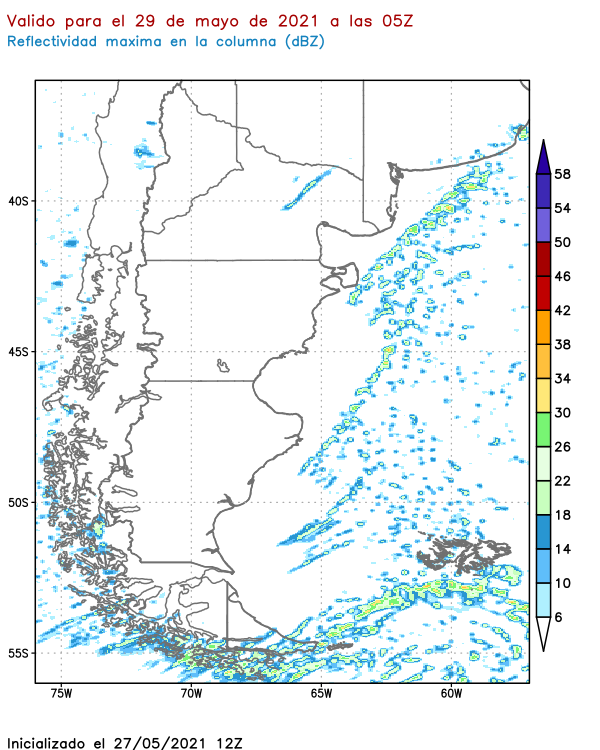 Valido para el 29 de mayo de 2021 a las 05Z
Reflectividad maxima en la columna (dBZ)
58
54
50
46
42
38
34
30
26
22
18
14
10
6
40S
45S
50S
55S
75W
70W
65W
60W
Inicializado el 27/05/2021 12Z